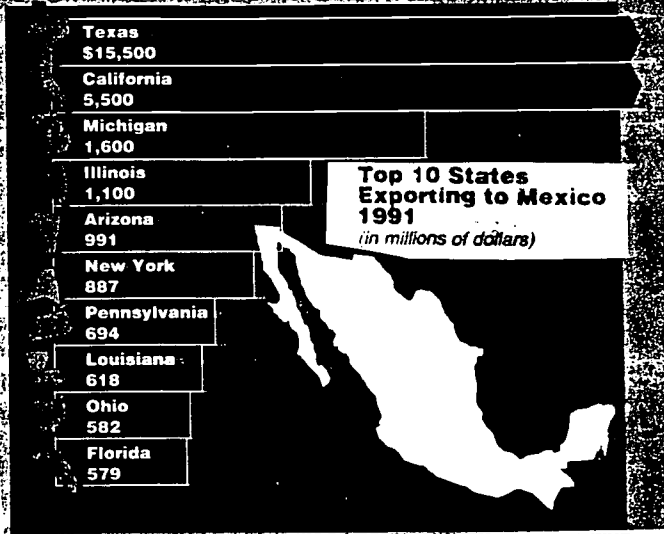 Texas
$15,500
California
5,500
Michigan
1,600
Illinois
1,100
Arizona
991
New York
887
Pennsylvania
694
Louisiana
618
Ohio
582
Florida
579
Top 10 States
Exporting to Mexico
1991
(in millions of dollars)